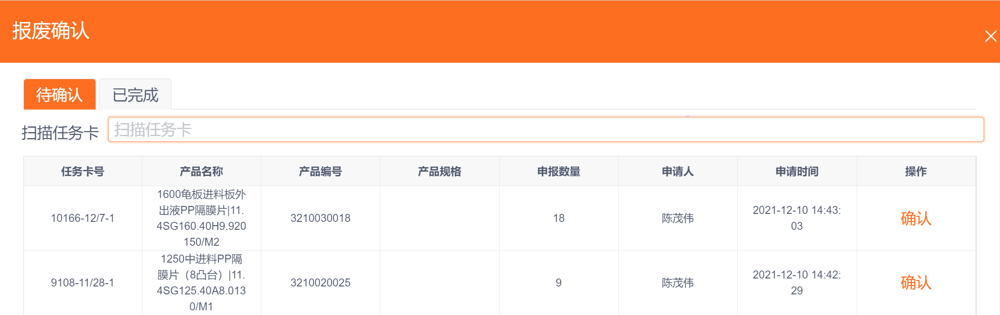 报废确认
待确认 已完成
扫描任务卡 扫描任务卡
任务卡号 产品名称 产品编号 产品规格 申报数量 申请人 申请时间 操作
10166-12/7-1
1600龟板进料板外
出液PP隔膜片|11.
4SG160.40H9.920
150/M2
3210030018
18
陈茂伟
2021-12-10 14:43:
03
确认
9108-11/28-1
1250中进料PP隔
膜片（8凸台）|11.
4SG125.40A8.013
0/M1
3210020025
9
陈茂伟
2021-12-10 14:42:
29
确认